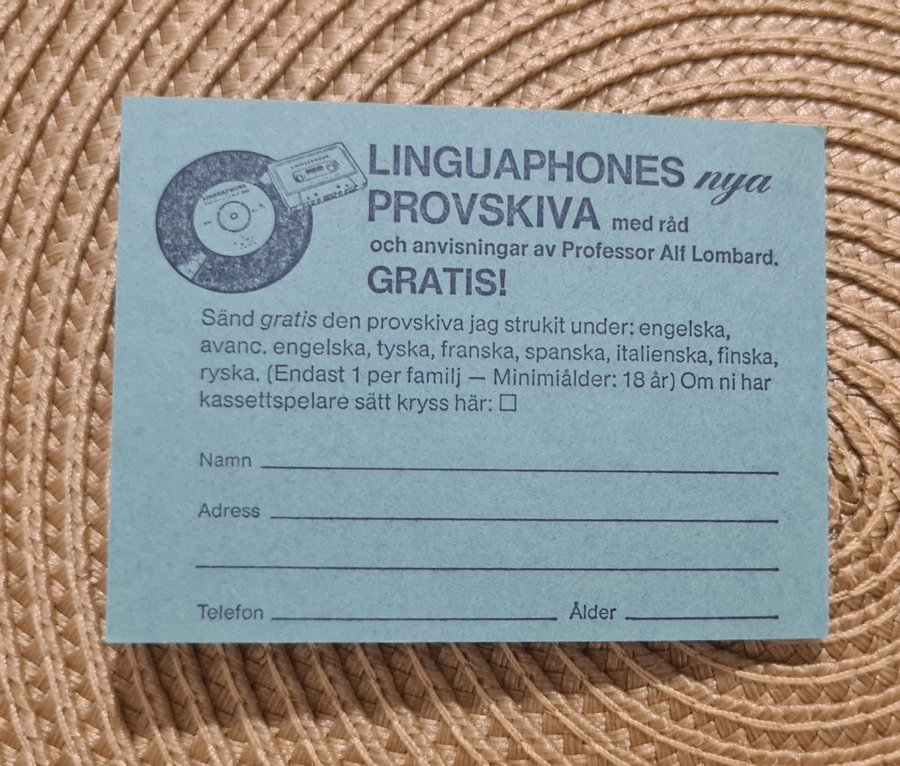 LINGUAPHONE
LINGUAPHONE
LINGUAPHONES nya
PROVSKIVA med råd
och anvisningar av Professor Alf Lombard.
GRATIS!
Sänd gratis den provskiva jag strukit under: engelska,
avanc. engelska, tyska, franska, spanska, italienska, finska,
ryska. (Endast 1 per familj — Minimiålder: 18 år) Om ni har
kassettspelare sätt kryss här: ☐
Namn
Adress
Telefon Ålder